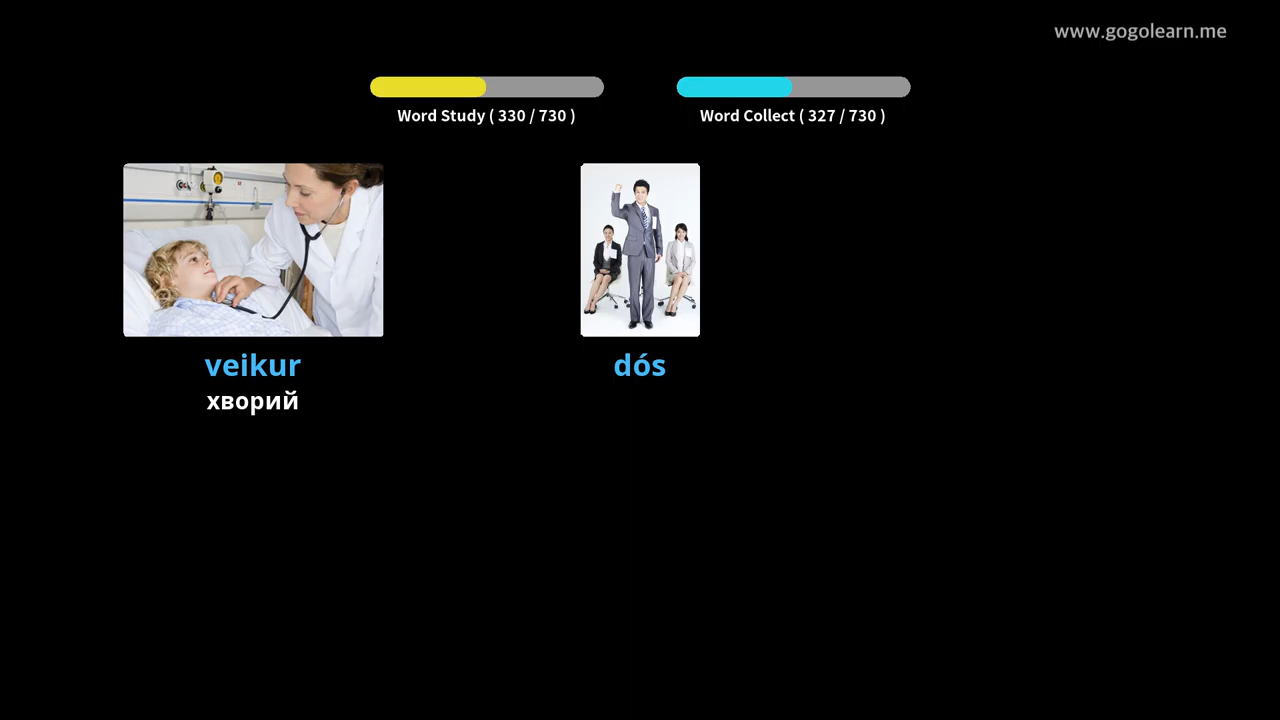 www.gogolearn.me
Word Study ( 330 / 730 )
Word Collect ( 327 / 730 )
veikur
хворий
dós